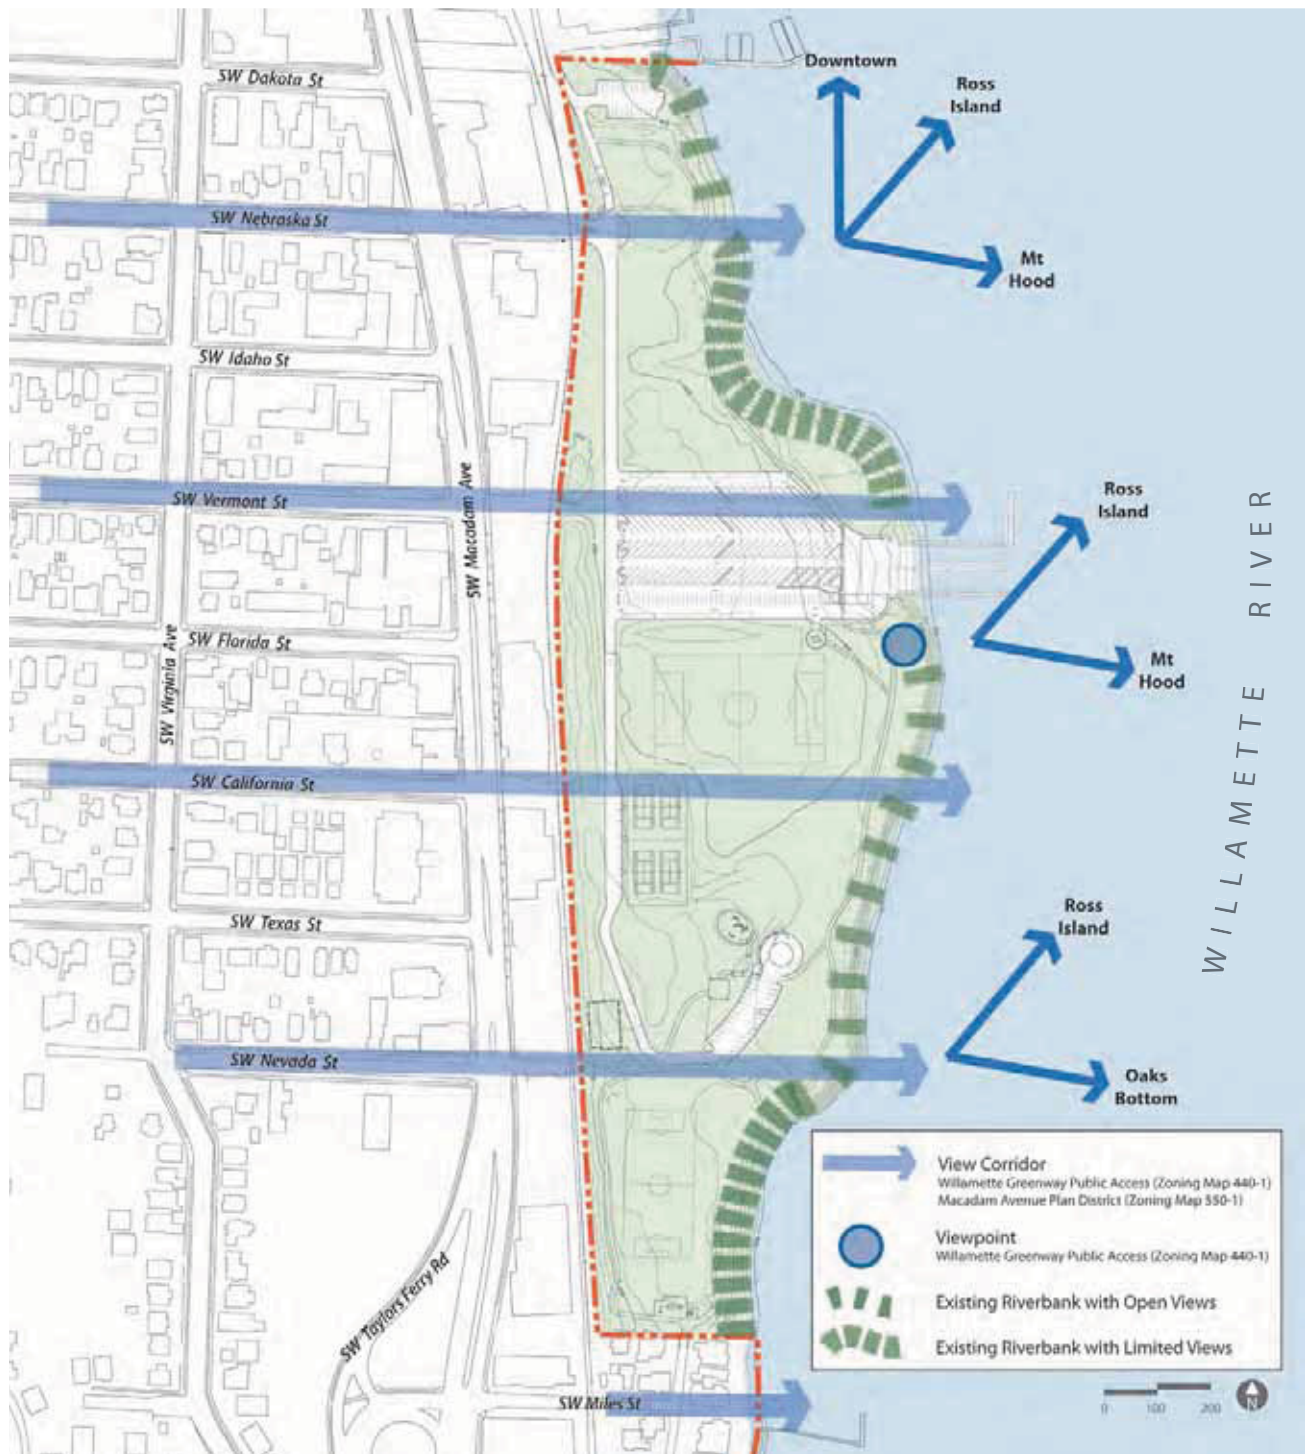 Downtown
SW Dakota St
Ross
Island
SW Nebraska St
Mt
Hood
SW Idaho St
SW Macadam Ave
SW Vermont St
Ross
Island
WILLAMETTE RIVER
SW Virginia Ave
SW Florida St
Mt
Hood
SW California St
SW Texas St
Ross
Island
SW Nevada St
Oaks
Bottom
View Corridor
Willamette Greenway Public Access (Zoning Map 440-1)
Macadam Avenue Plan District (Zoning Map 550-1)
Viewpoint
Willamette Greenway Public Access (Zoning Map 440-1)
Existing Riverbank with Open Views
Existing Riverbank with Limited Views
SW Taylors Ferry Rd
SW Miles St
0 100 200
N